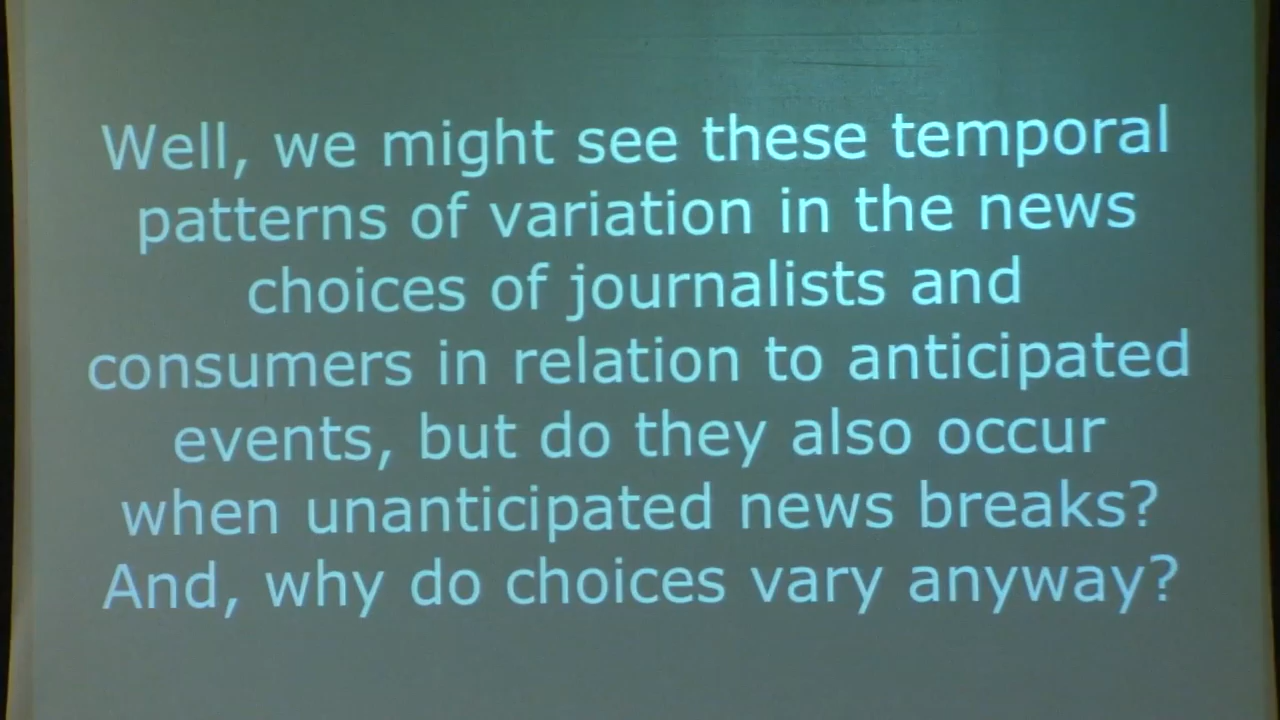 Well, we might see these temporal
patterns of variation in the news
choices of journalists and
consumers in relation to anticipated
events, but do they also occur
when unanticipated news breaks?
And, why do choices vary anyway?